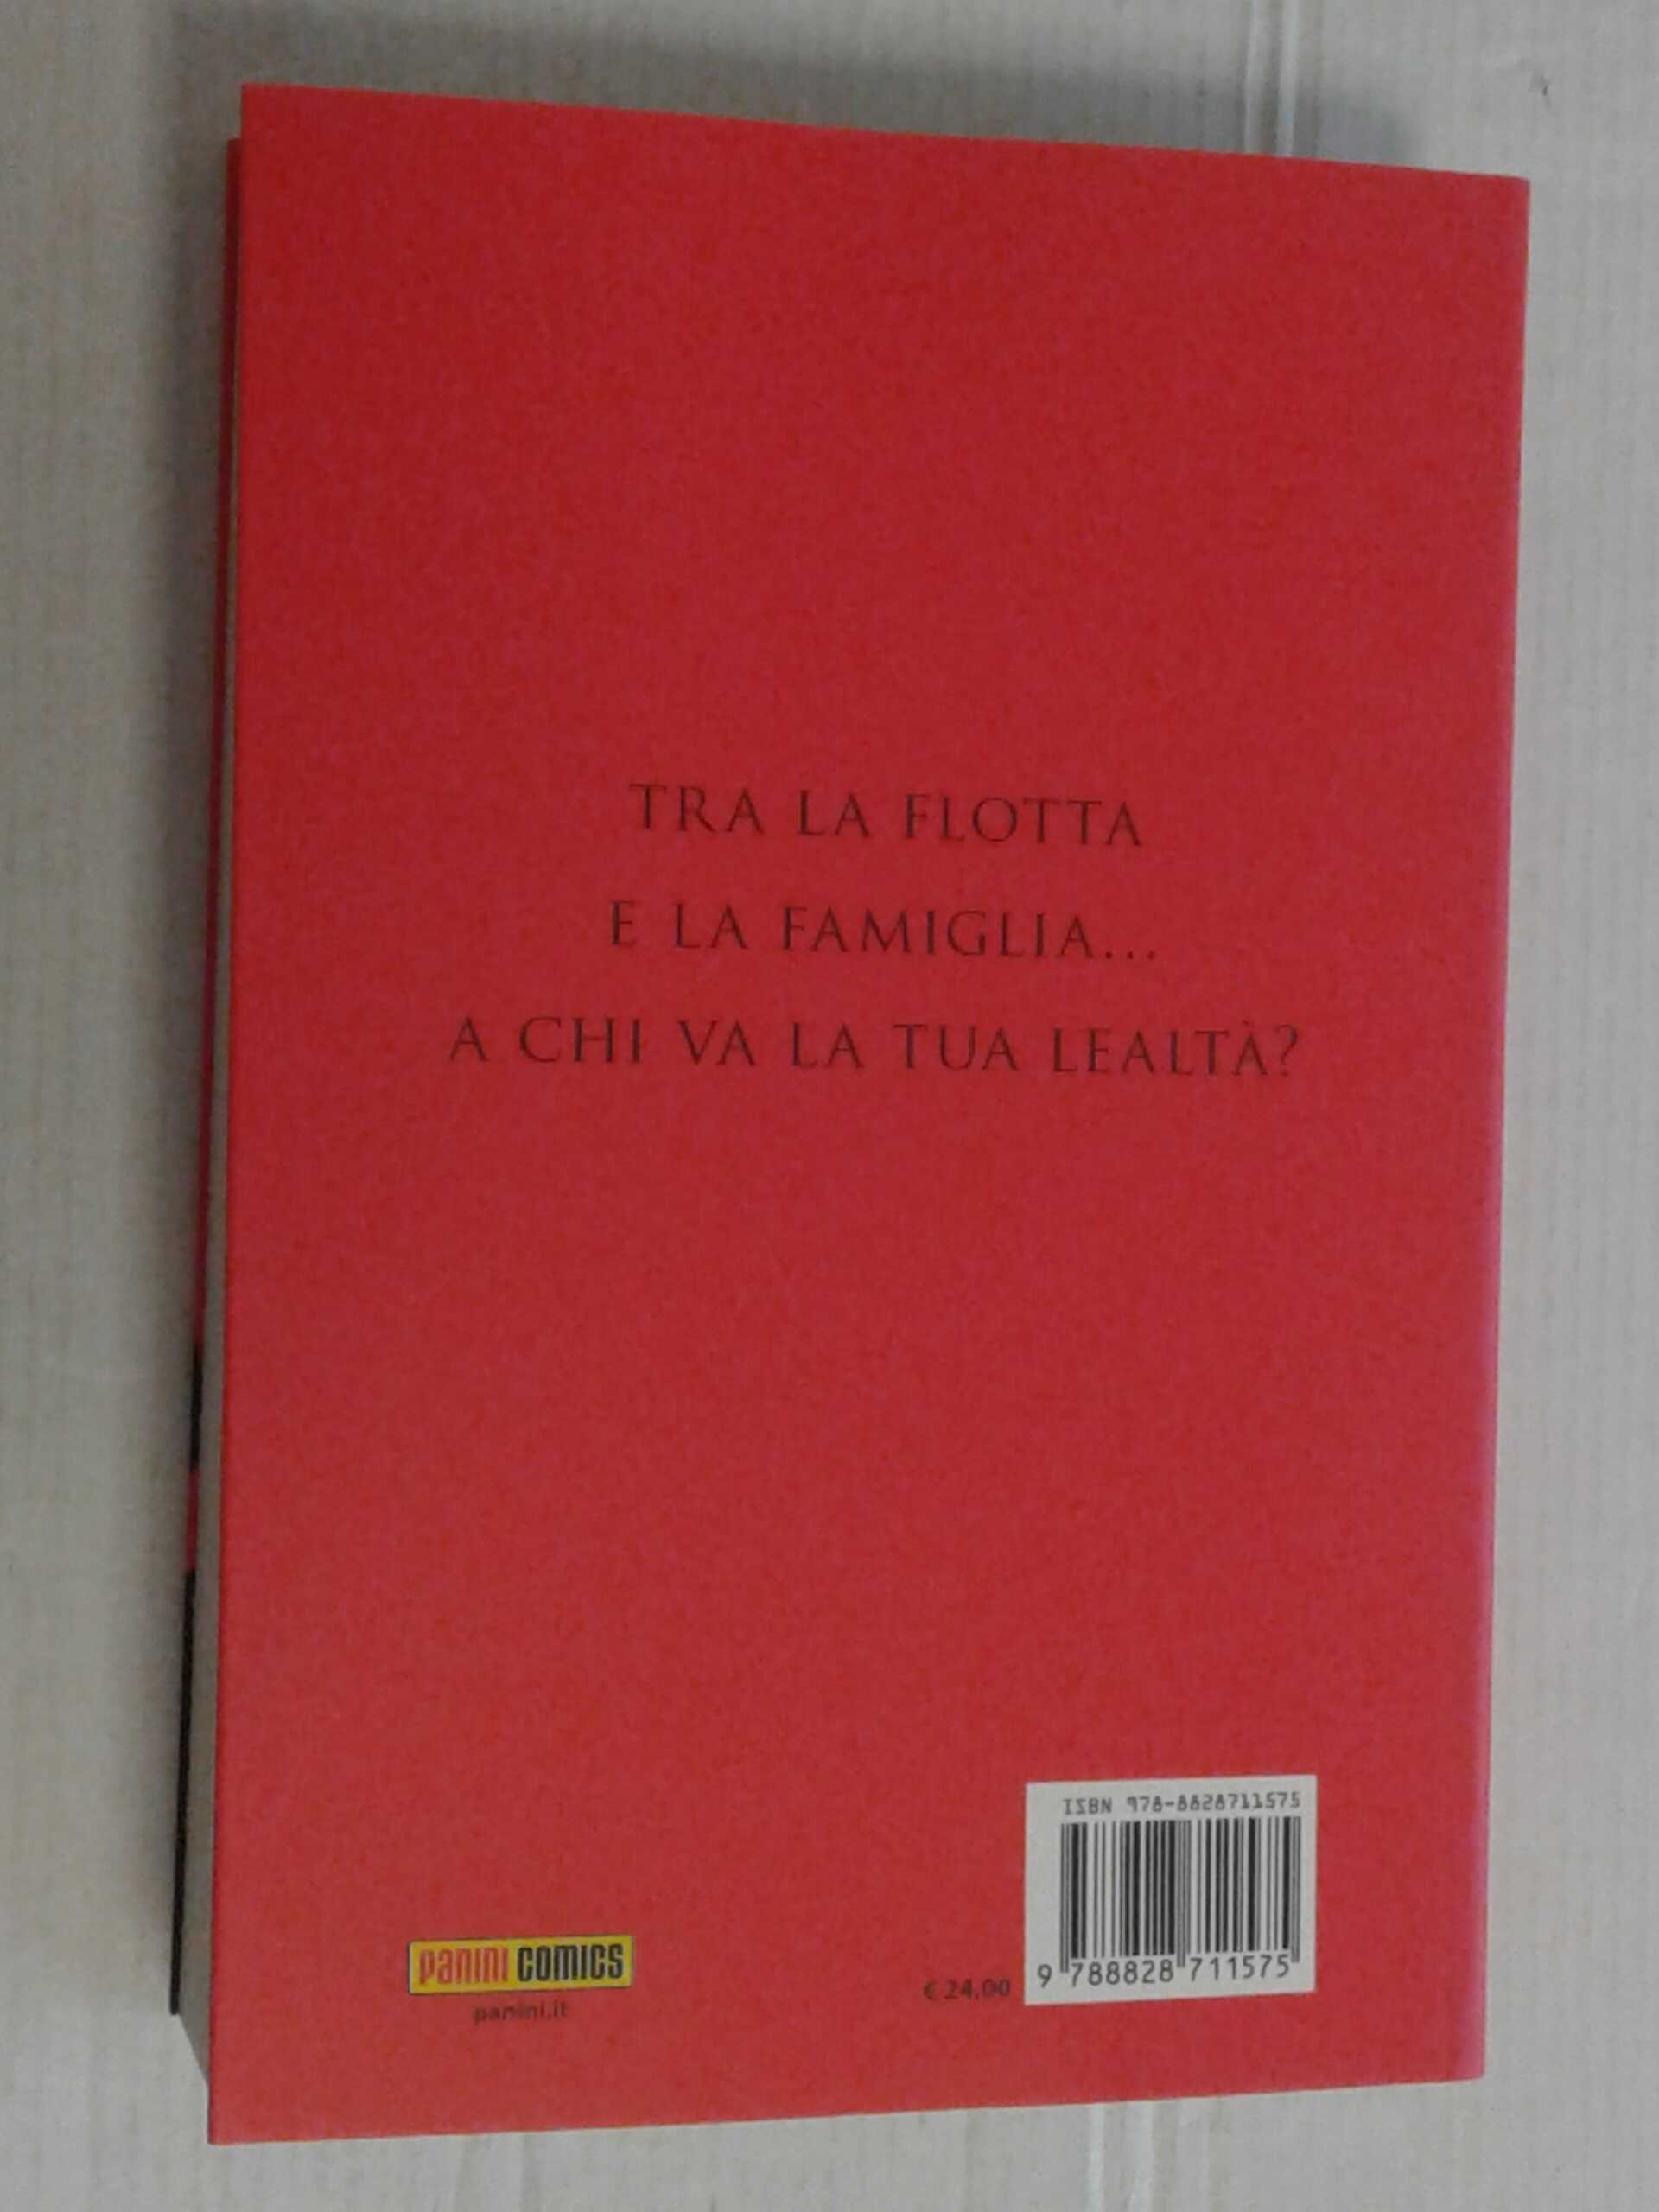 TRA LA FLOTTA
E LA FAMIGLIA...
A CHI VA LA TUA LEALTÀ?
ISBN 978-8828711575
9 788828 711575
€ 24,00
PANINI COMICS
panini.it